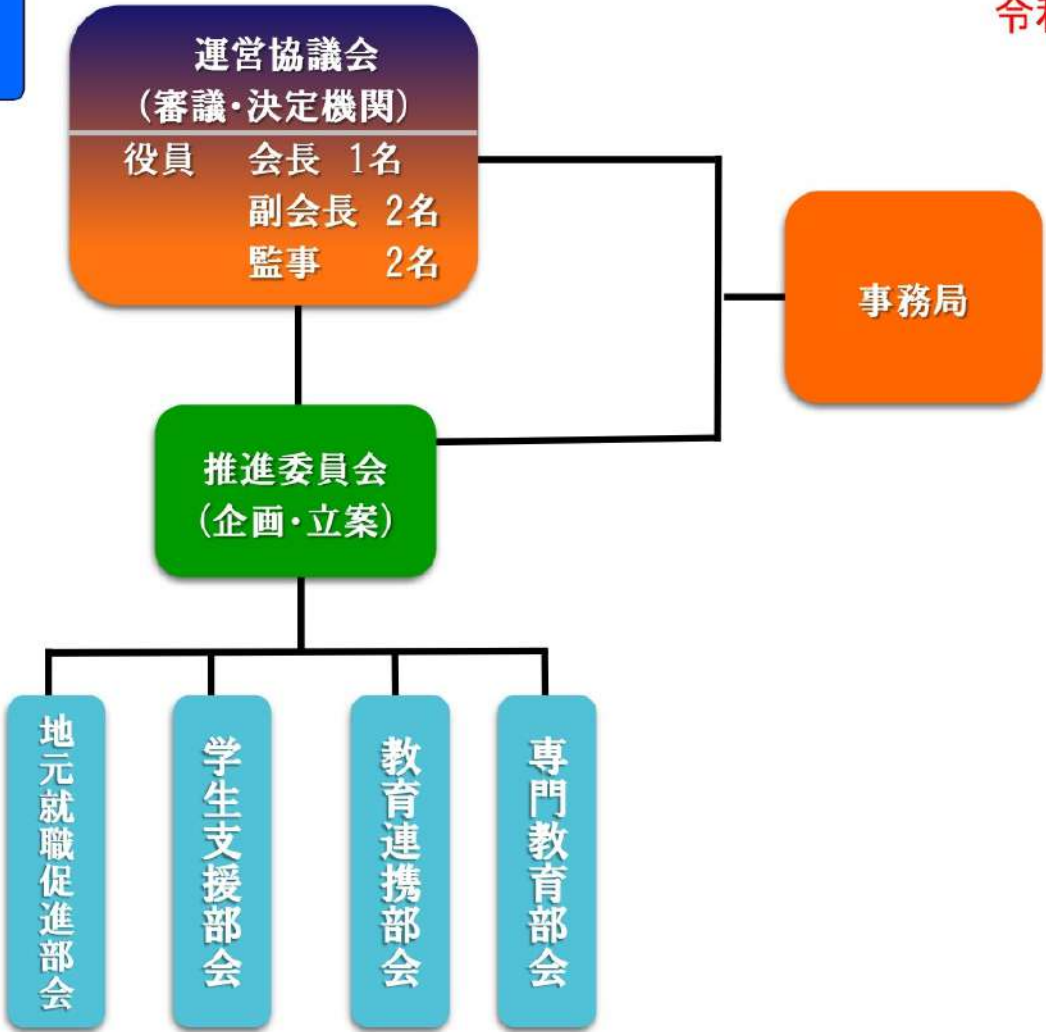 令和
運営協議会
(審議・決定機関)
役員 会長 1名
副会長 2名
監事 2名
事務局
推進委員会
(企画・立案)
地元就職促進部会
学生支援部会
教育連携部会
専門教育部会